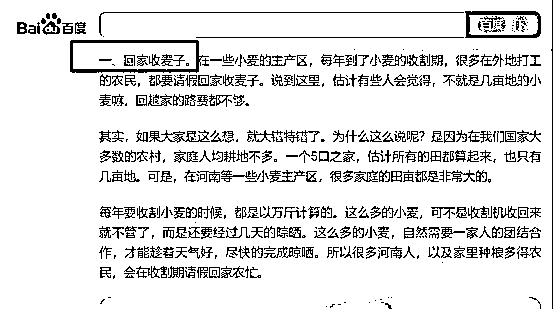 Bai百度
百度一下
一、回家收麦子。在一些小麦的主产区，每年到了小麦的收割期，很多在外地打工
的农民，都要请假回家收麦子。说到这里，估计有些人会觉得，不就是几亩地的小
麦嘛，回趟家的路费都不够。
其实，如果大家是这么想，就大错特错了。为什么这么说呢？是因为在我们国家大
多数的农村，家庭人均耕地不多。一个5口之家，估计所有的田都算起来，也只有
几亩地。可是，在河南等一些小麦主产区，很多家庭的田亩都是非常大的。
每年要收割小麦的时候，都是以万斤计算的。这么多的小麦，可不是收割机收回来
就不管了，而是还要经过几天的晾晒。这么多的小麦，自然需要一家人的团结合
作，才能趁着天气好，尽快的完成晾晒。所以很多河南人，以及家里种粮多得农
民，会在收割期请假回家农忙。